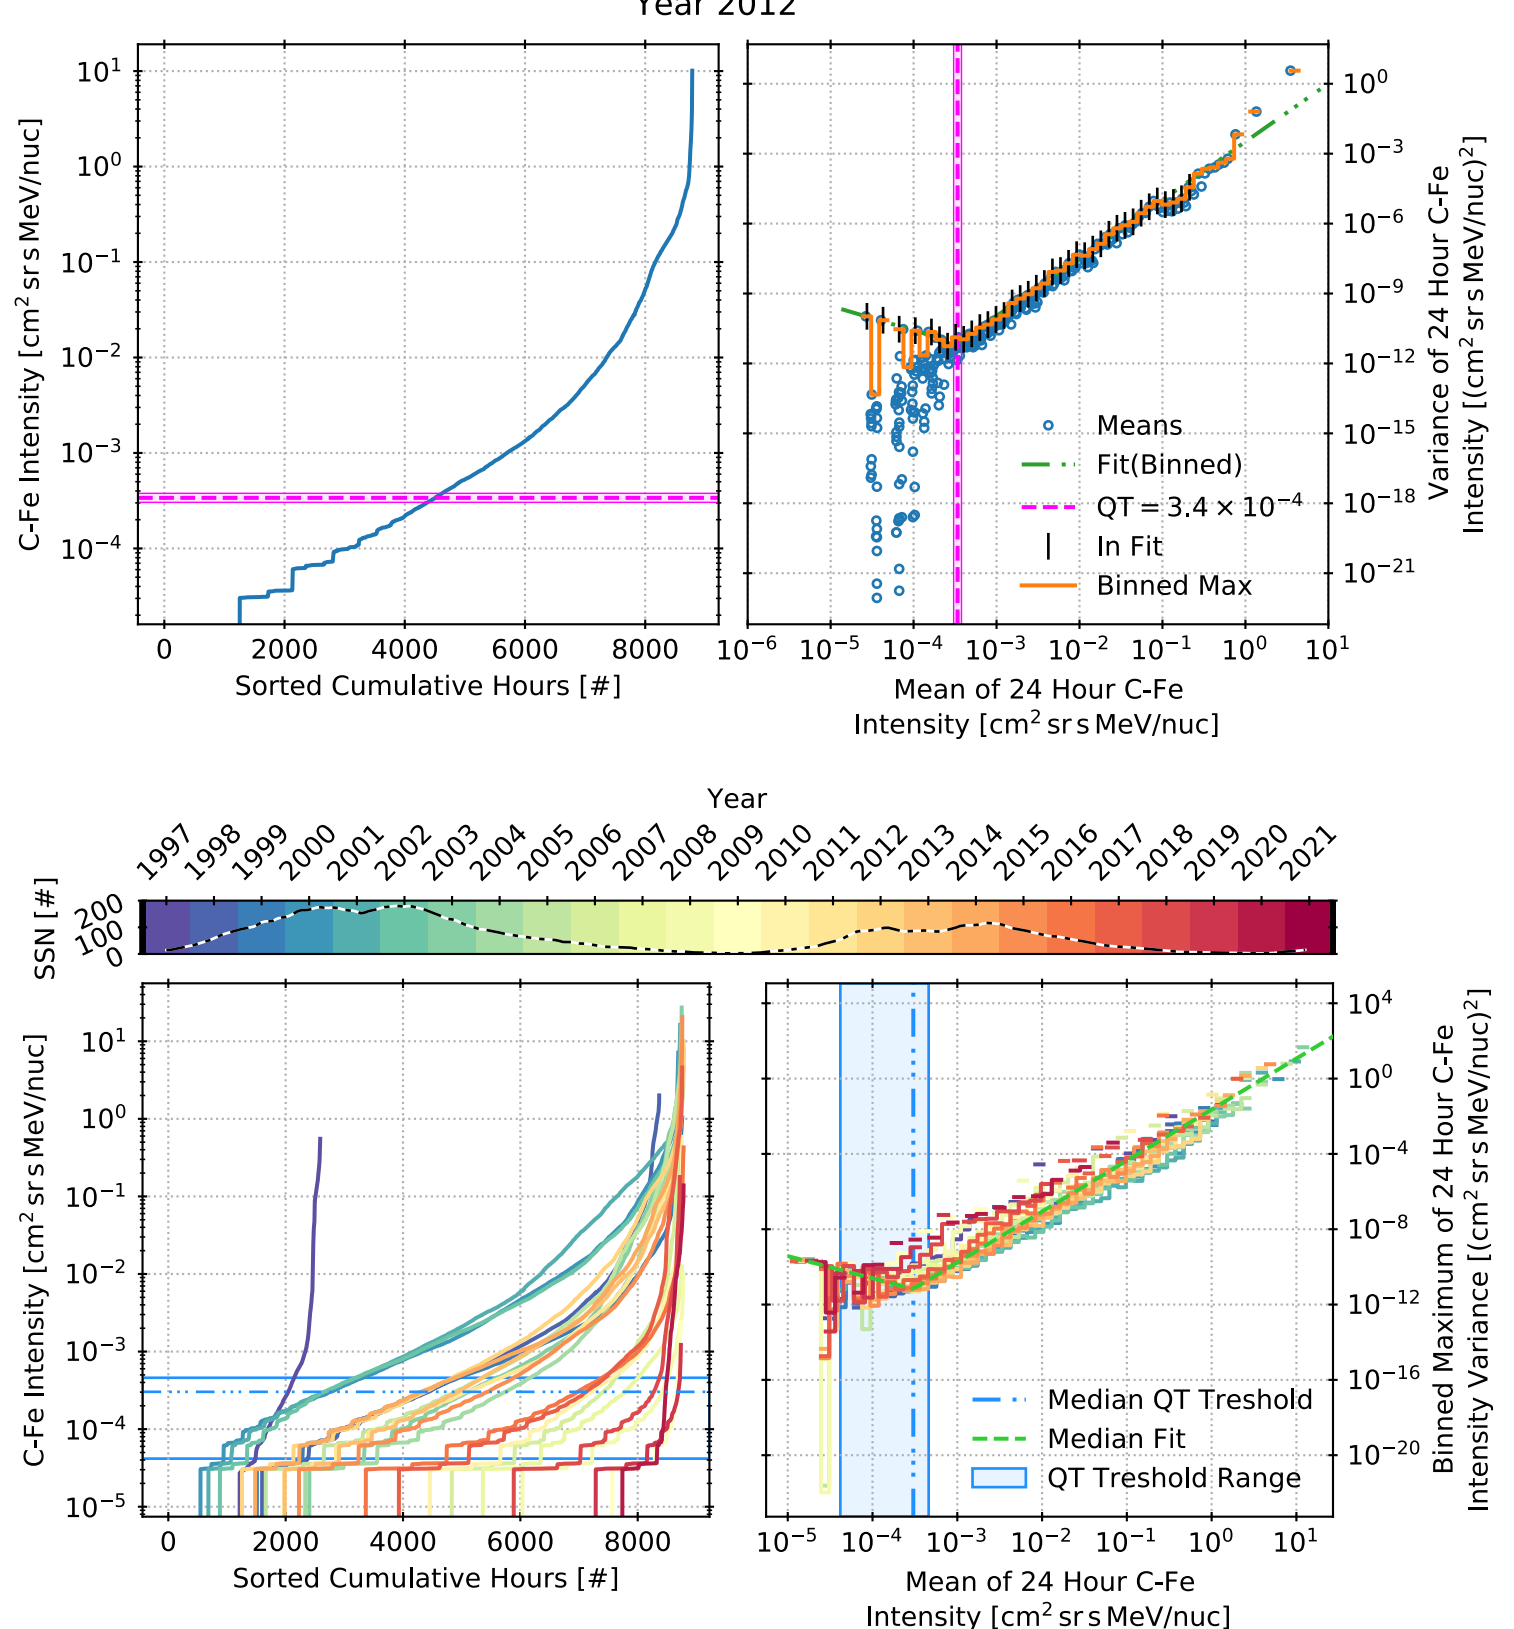 Year 2012
C-Fe Intensity [cm² sr s MeV/nuc]
10¹
10⁰
10⁻¹
10⁻²
10⁻³
10⁻⁴
0 2000 4000 6000 8000
Sorted Cumulative Hours [#]
Means
Fit(Binned)
QT = 3.4 × 10⁻⁴
In Fit
Binned Max
10⁰
10⁻³
10⁻⁶
10⁻⁹
10⁻¹²
10⁻¹⁵
10⁻¹⁸
10⁻²¹
Variance of 24 Hour C-Fe
Intensity [(cm² sr s MeV/nuc)²]
10⁻⁶ 10⁻⁵ 10⁻⁴ 10⁻³ 10⁻² 10⁻¹ 10⁰ 10¹
Mean of 24 Hour C-Fe
Intensity [cm² sr s MeV/nuc]
Year
1997 1998 1999 2000 2001 2002 2003 2004 2005 2006 2007 2008 2009 2010 2011 2012 2013 2014 2015 2016 2017 2018 2019 2020 2021
SSN [#]
200
100
0
C-Fe Intensity [cm² sr s MeV/nuc]
10¹
10⁰
10⁻¹
10⁻²
10⁻³
10⁻⁴
10⁻⁵
0 2000 4000 6000 8000
Sorted Cumulative Hours [#]
Median QT Treshold
Median Fit
QT Treshold Range
10⁴
10⁰
10⁻⁴
10⁻⁸
10⁻¹²
10⁻¹⁶
10⁻²⁰
Binned Maximum of 24 Hour C-Fe
Intensity Variance [(cm² sr s MeV/nuc)²]
10⁻⁵ 10⁻⁴ 10⁻³ 10⁻² 10⁻¹ 10⁰ 10¹
Mean of 24 Hour C-Fe
Intensity [cm² sr s MeV/nuc]